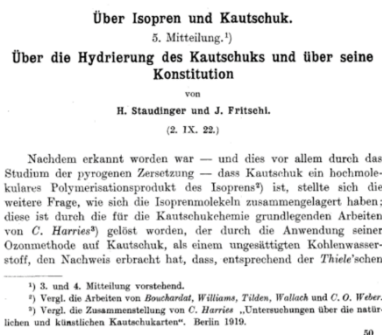 Über Isopren und Kautschuk.
5. Mitteilung.¹)
Über die Hydrierung des Kautschuks und über seine
Konstitution
von
H. Staudinger und J. Fritschi.
(2. IX. 22.)
Nachdem erkannt worden war — und dies vor allem durch das
Studium der pyrogenen Zersetzung — dass Kautschuk ein hochmole-
kulares Polymerisationsprodukt des Isoprens²) ist, stellte sich die
weitere Frage, wie sich die Isoprenmolekeln zusammengelagert haben;
diese ist durch die für die Kautschukchemie grundlegenden Arbeiten
von C. Harries³) gelöst worden, der durch die Anwendung seiner
Ozonmethode auf Kautschuk, als einem ungesättigten Kohlenwasser-
stoff, den Nachweis erbracht hat, dass, entsprechend der Thiele'schen
¹) 3. und 4. Mitteilung vorstehend.
²) Vergl. die Arbeiten von Bouchardat, Williams, Tilden, Wallach und C. O. Weber.
³) Vergl. die Zusammenstellung von C. Harries „Untersuchungen über die natür-
lichen und künstlichen Kautschukarten“. Berlin 1919.
50